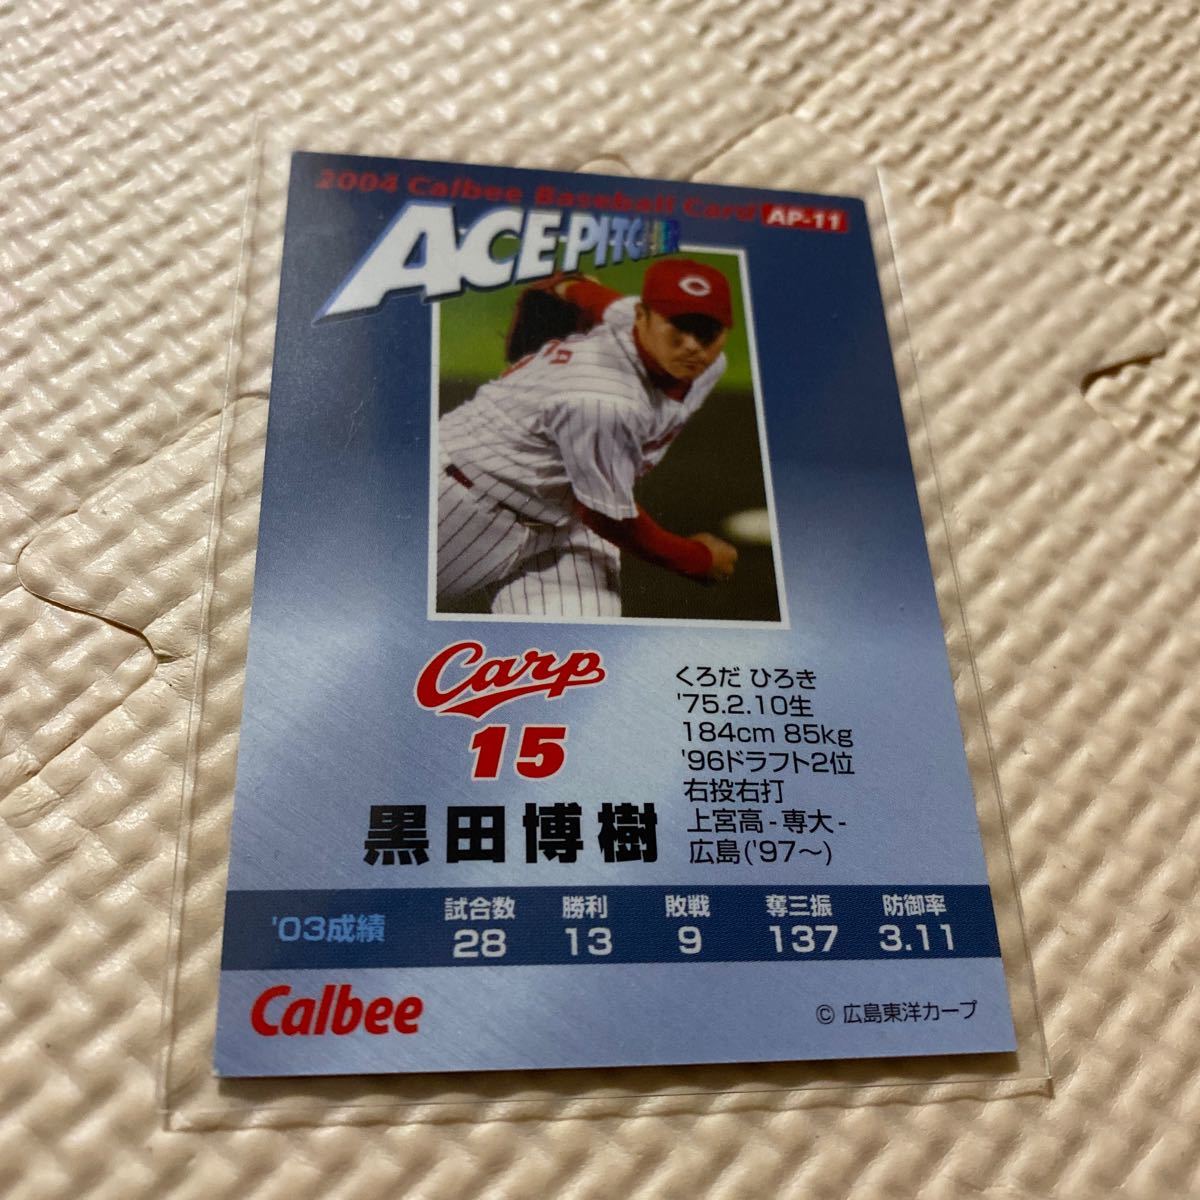 2004 Calbee Baseball Card AP-11
ACE-PITCHER
C
Carp
15
黒田博樹
くろだ ひろき
'75.2.10生
184cm 85kg
'96ドラフト2位
右投右打
上宮高-専大-
広島('97〜)
'03成績
試合数 勝利 敗戦 奪三振 防御率
28 13 9 137 3.11
Calbee
© 広島東洋カープ